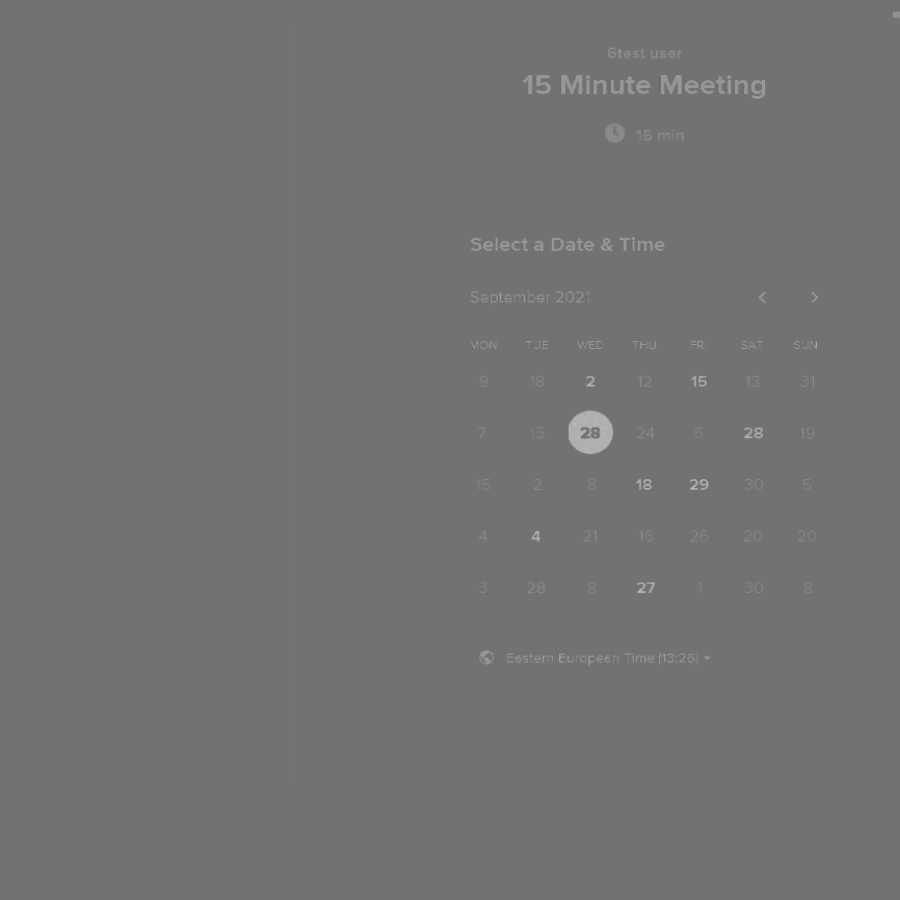 6test user
15 Minute Meeting
15 min
Select a Date & Time
September 2021
MON TUE WED THU FRI SAT SUN
9 18 2 12 15 13 31
7 15 28 24 6 28 19
15 2 8 18 29 30 5
4 4 21 16 26 20 20
3 28 8 27 1 30 8
Eastern European Time (13:26)